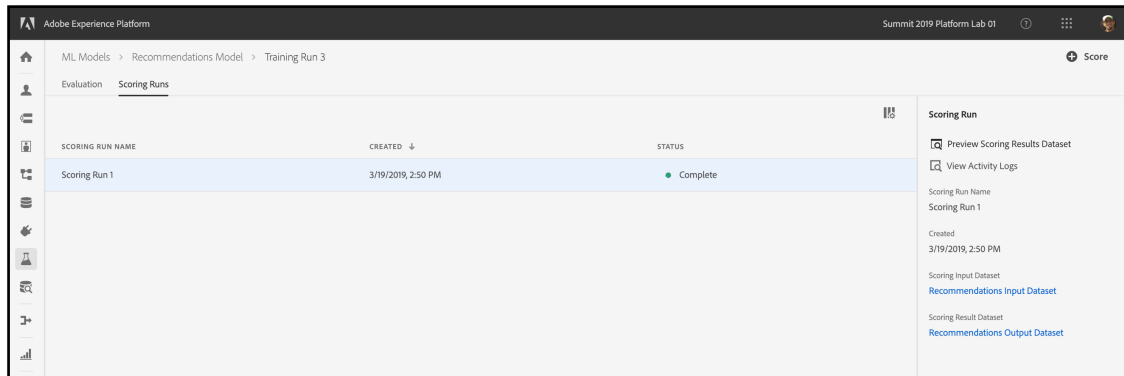 Adobe Experience Platform
Summit 2019 Platform Lab 01
ML Models > Recommendations Model > Training Run 3
Score
Evaluation Scoring Runs
SCORING RUN NAME CREATED ↓ STATUS
Scoring Run 1 3/19/2019, 2:50 PM Complete
Scoring Run
Preview Scoring Results Dataset
View Activity Logs
Scoring Run Name
Scoring Run 1
Created
3/19/2019, 2:50 PM
Scoring Input Dataset
Recommendations Input Dataset
Scoring Result Dataset
Recommendations Output Dataset